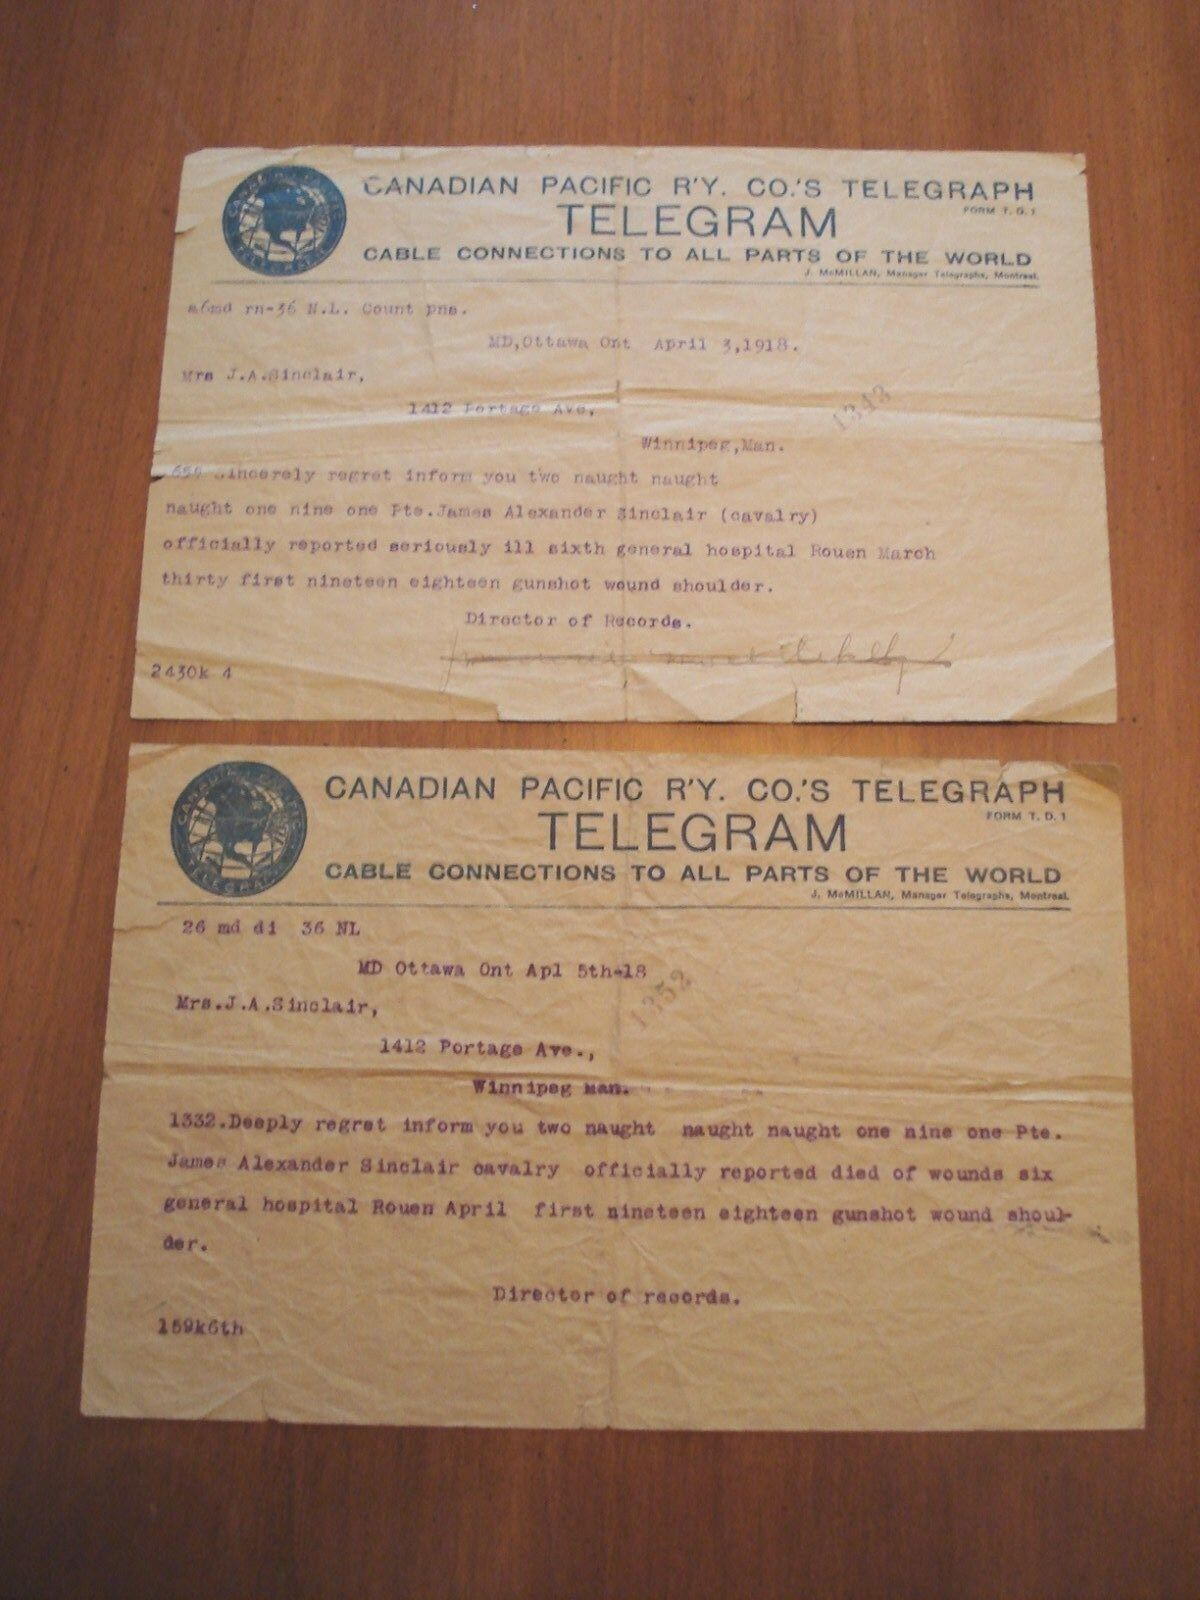 CANADIAN PACIFIC R'Y. CO.'S TELEGRAPH
FORM T. D. 1
TELEGRAM
CABLE CONNECTIONS TO ALL PARTS OF THE WORLD
J. McMILLAN, Manager Telegraphs, Montreal.
a6md rn-36 N.L. Count pns.
MD,Ottawa Ont April 3,1918.
Mrs J.A.Sinclair,
1412 Portage Ave,
1343
Winnipeg,Man.
659 Sincerely regret inform you two naught naught
naught one nine one Pte.James Alexander Sinclair (cavalry)
officially reported seriously ill sixth general hospital Rouen March
thirty first nineteen eighteen gunshot wound shoulder.
Director of Records.
2430k 4
CANADIAN PACIFIC R'Y. CO.'S TELEGRAPH
FORM T. D. 1
TELEGRAM
CABLE CONNECTIONS TO ALL PARTS OF THE WORLD
J. McMILLAN, Manager Telegraphs, Montreal.
26 md di 36 NL
MD Ottawa Ont Apl 5th-18
1352
Mrs.J.A.Sinclair,
1412 Portage Ave.,
Winnipeg Man.
1332.Deeply regret inform you two naught naught naught one nine one Pte.
James Alexander Sinclair cavalry officially reported died of wounds six
general hospital Rouen April first nineteen eighteen gunshot wound shoul-
der.
Director of records.
159k6th